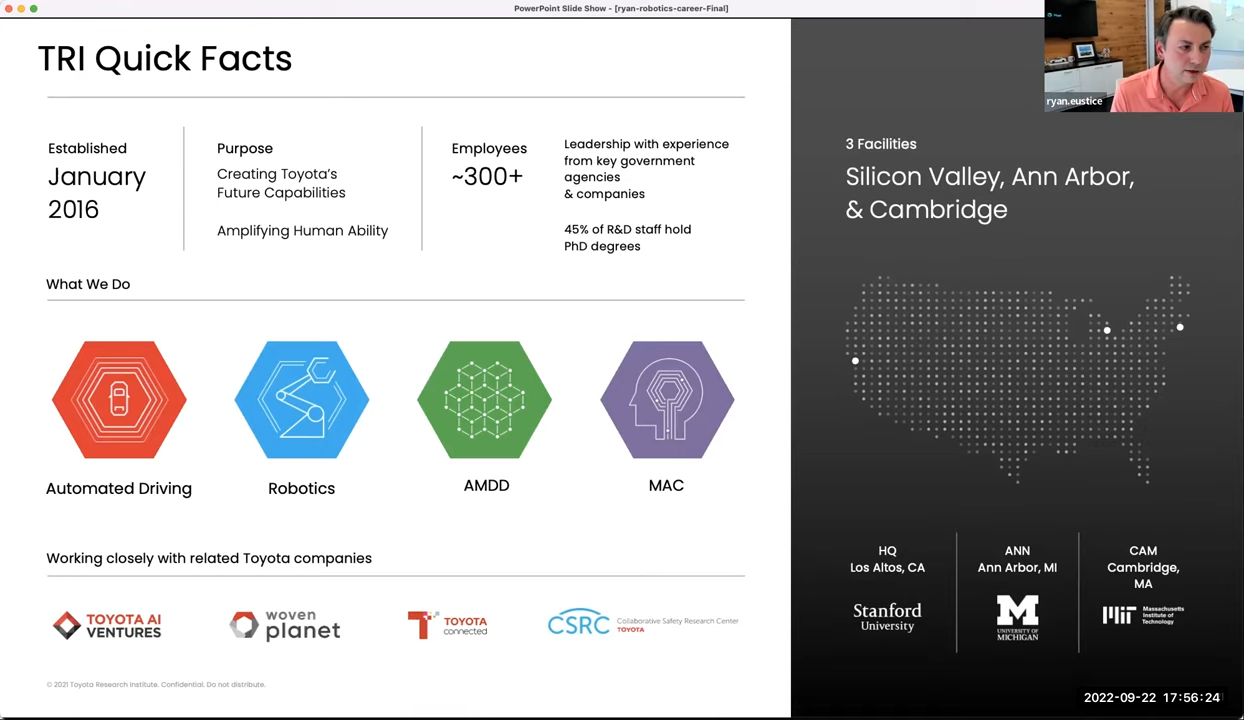 PowerPoint Slide Show - [ryan-robotics-career-Final]
TRI Quick Facts
Established
January
2016
Purpose
Creating Toyota's
Future Capabilities
Amplifying Human Ability
Employees
~300+
Leadership with experience
from key government
agencies
& companies
45% of R&D staff hold
PhD degrees
What We Do
Automated Driving
Robotics
AMDD
MAC
Working closely with related Toyota companies
TOYOTA AI
VENTURES
woven
planet
TOYOTA
connected
CSRC
Collaborative Safety Research Center
TOYOTA
© 2021 Toyota Research Institute. Confidential. Do not distribute.
ryan.eustice
3 Facilities
Silicon Valley, Ann Arbor,
& Cambridge
HQ
Los Altos, CA
Stanford
University
ANN
Ann Arbor, MI
M
UNIVERSITY OF
MICHIGAN
CAM
Cambridge,
MA
MIT
Massachusetts
Institute of
Technology
2022-09-22 17:56:24